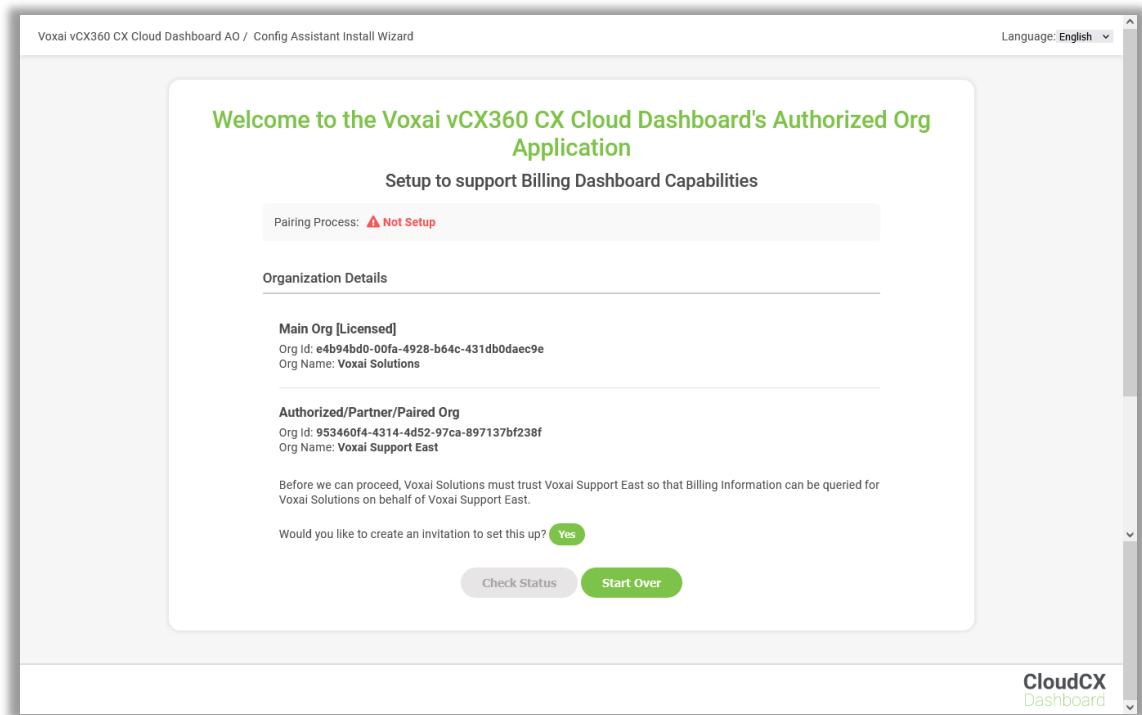 Voxai vCX360 CX Cloud Dashboard AO / Config Assistant Install Wizard
Language: English
Welcome to the Voxai vCX360 CX Cloud Dashboard's Authorized Org
Application
Setup to support Billing Dashboard Capabilities
Pairing Process: Not Setup
Organization Details
Main Org [Licensed]
Org Id: e4b94bd0-00fa-4928-b64c-431db0daec9e
Org Name: Voxai Solutions
Authorized/Partner/Paired Org
Org Id: 953460f4-4314-4d52-97ca-897137bf238f
Org Name: Voxai Support East
Before we can proceed, Voxai Solutions must trust Voxai Support East so that Billing Information can be queried for
Voxai Solutions on behalf of Voxai Support East.
Would you like to create an invitation to set this up? Yes
Check Status Start Over
CloudCX
Dashboard